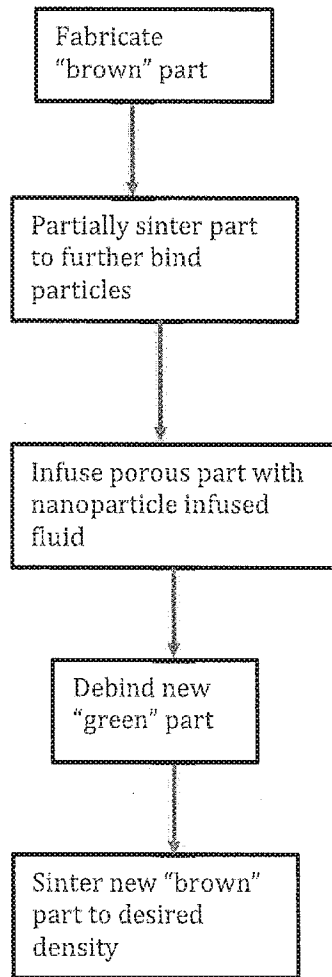 Fabricate
“brown” part
Partially sinter part
to further bind
particles
Infuse porous part with
nanoparticle infused
fluid
Debind new
“green” part
Sinter new “brown”
part to desired
density